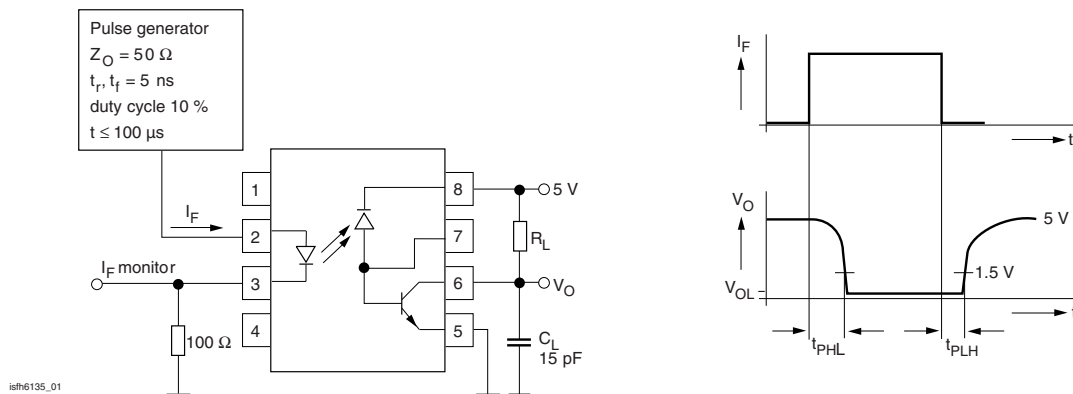 Pulse generator
Z_O = 50 Ω
t_r, t_f = 5 ns
duty cycle 10 %
t ≤ 100 µs
I_F
1
2
3
4
8
7
6
5
5 V
R_L
V_O
C_L
15 pF
I_F monitor
100 Ω
isfh6135_01
I_F
t
V_O
5 V
1.5 V
V_OL
t
t_PHL
t_PLH